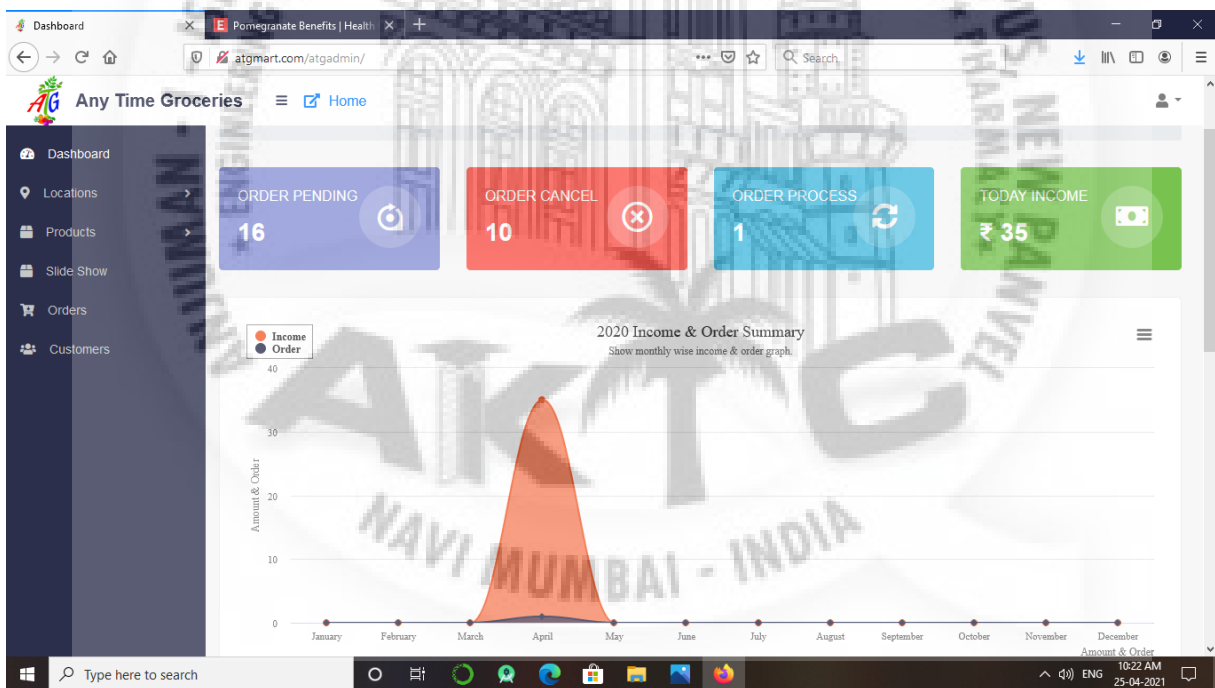 Dashboard
Pomegranate Benefits | Health
atgmart.com/atgadmin/
Search
ATG
Any Time Groceries
Home
Dashboard
Locations
Products
Slide Show
Orders
Customers
ORDER PENDING
16
ORDER CANCEL
10
ORDER PROCESS
1
TODAY INCOME
₹ 35
Income
Order
2020 Income & Order Summary
Show monthly wise income & order graph.
Amount & Order
40
30
20
10
0
January February March April May June July August September October November December
Amount & Order
AKTC
NAVI MUMBAI - INDIA
NEW PANVEL
Type here to search
ENG
10:22 AM
25-04-2021